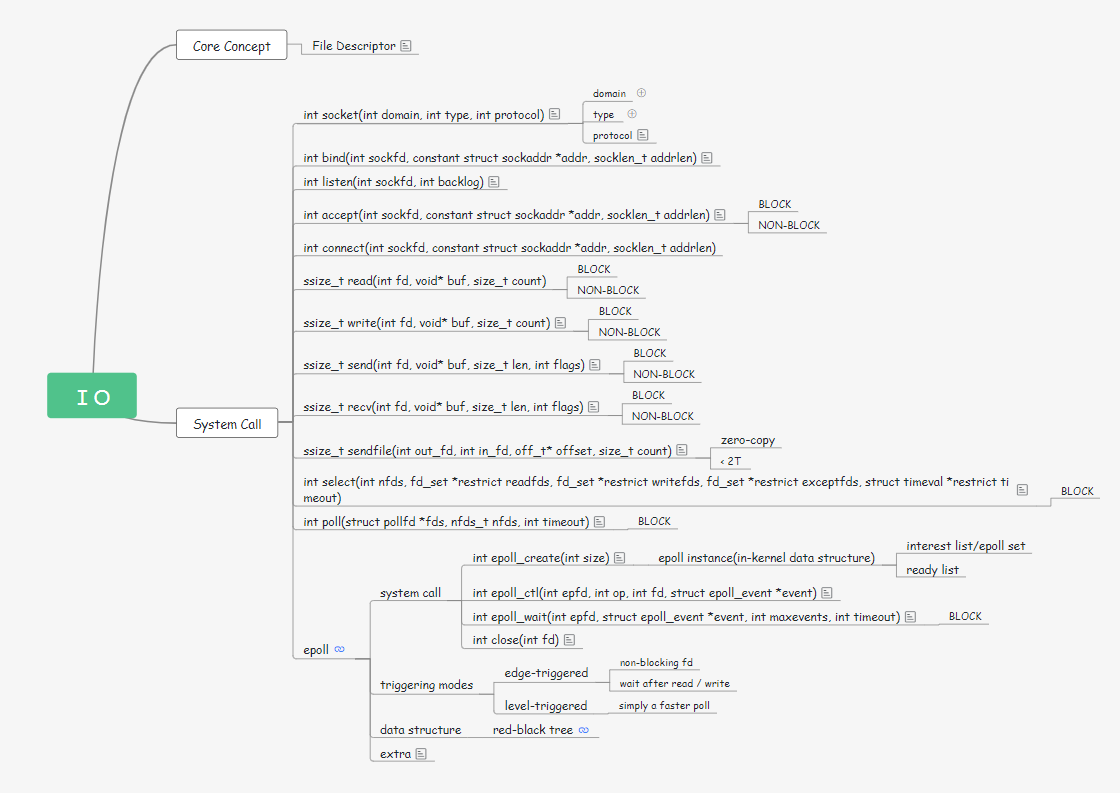 Core Concept
File Descriptor
domain
int socket(int domain, int type, int protocol)
type
protocol
int bind(int sockfd, constant struct sockaddr *addr, socklen_t addrlen)
int listen(int sockfd, int backlog)
int accept(int sockfd, constant struct sockaddr *addr, socklen_t addrlen)
BLOCK
NON-BLOCK
int connect(int sockfd, constant struct sockaddr *addr, socklen_t addrlen)
ssize_t read(int fd, void* buf, size_t count)
BLOCK
NON-BLOCK
ssize_t write(int fd, void* buf, size_t count)
BLOCK
NON-BLOCK
ssize_t send(int fd, void* buf, size_t len, int flags)
BLOCK
NON-BLOCK
IO
ssize_t recv(int fd, void* buf, size_t len, int flags)
BLOCK
NON-BLOCK
System Call
ssize_t sendfile(int out_fd, int in_fd, off_t* offset, size_t count)
zero-copy
< 2T
int select(int nfds, fd_set *restrict readfds, fd_set *restrict writefds, fd_set *restrict exceptfds, struct timeval *restrict ti
meout)
BLOCK
int poll(struct pollfd *fds, nfds_t nfds, int timeout)
BLOCK
epoll
system call
int epoll_create(int size)
epoll instance(in-kernel data structure)
interest list/epoll set
ready list
int epoll_ctl(int epfd, int op, int fd, struct epoll_event *event)
int epoll_wait(int epfd, struct epoll_event *event, int maxevents, int timeout)
BLOCK
int close(int fd)
triggering modes
edge-triggered
non-blocking fd
wait after read / write
level-triggered
simply a faster poll
data structure
red-black tree
extra